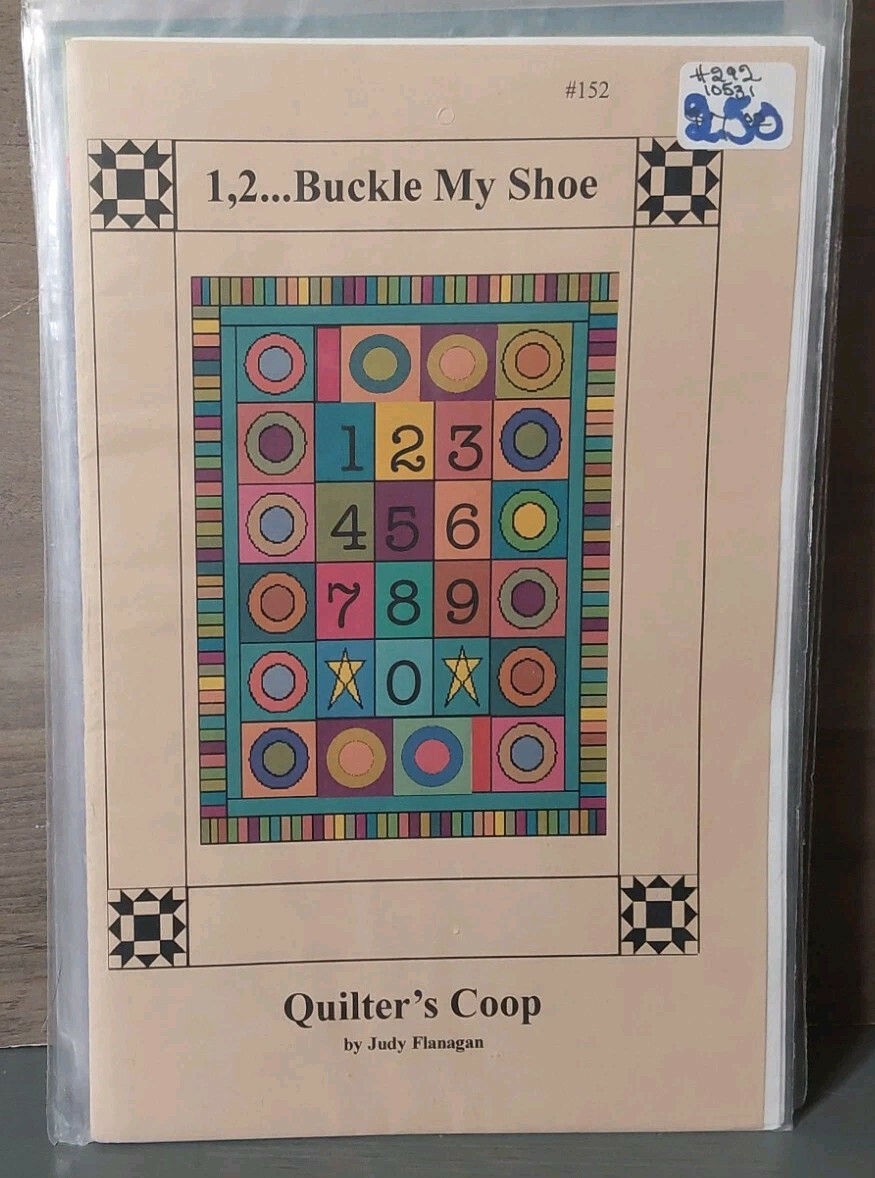 #152
#292
10531
2.50
1,2...Buckle My Shoe
1 2 3
4 5 6
7 8 9
0
Quilter's Coop
by Judy Flanagan